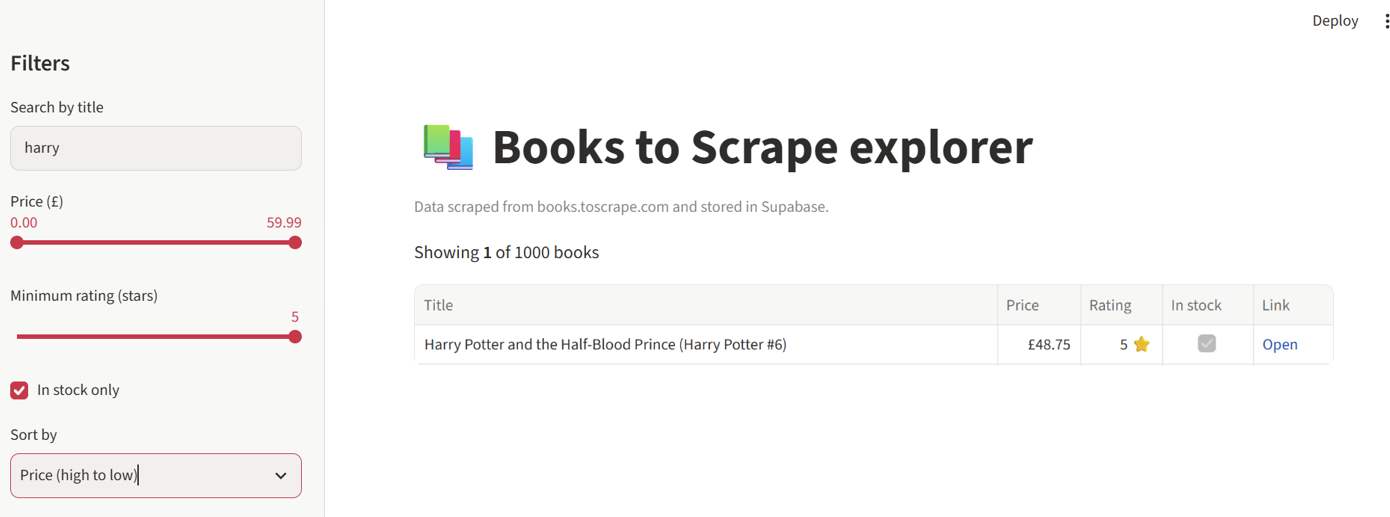 Deploy
Filters
Search by title
harry
Price (£)
0.00 59.99
Minimum rating (stars)
5
In stock only
Sort by
Price (high to low)
Books to Scrape explorer
Data scraped from books.toscrape.com and stored in Supabase.
Showing 1 of 1000 books
Title Price Rating In stock Link
Harry Potter and the Half-Blood Prince (Harry Potter #6) £48.75 5 ⭐ Open